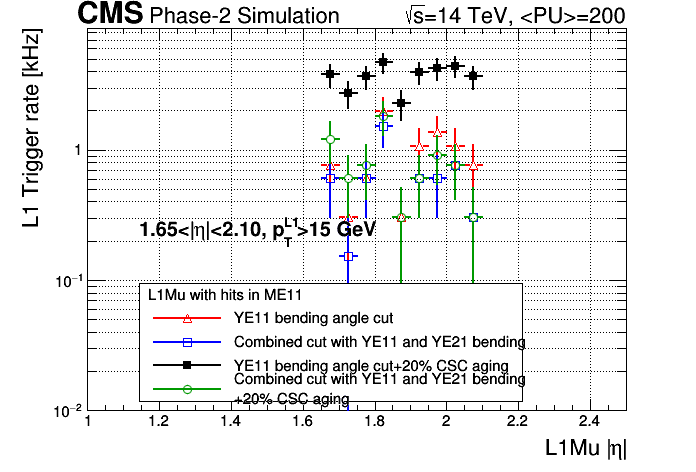 CMS Phase-2 Simulation √s=14 TeV, <PU>=200
L1 Trigger rate [kHz]
1
10⁻¹
10⁻²
1.65<|η|<2.10, p_T^L1>15 GeV
L1Mu with hits in ME11
YE11 bending angle cut
Combined cut with YE11 and YE21 bending
YE11 bending angle cut+20% CSC aging
Combined cut with YE11 and YE21 bending
+20% CSC aging
1 1.2 1.4 1.6 1.8 2 2.2 2.4
L1Mu |η|